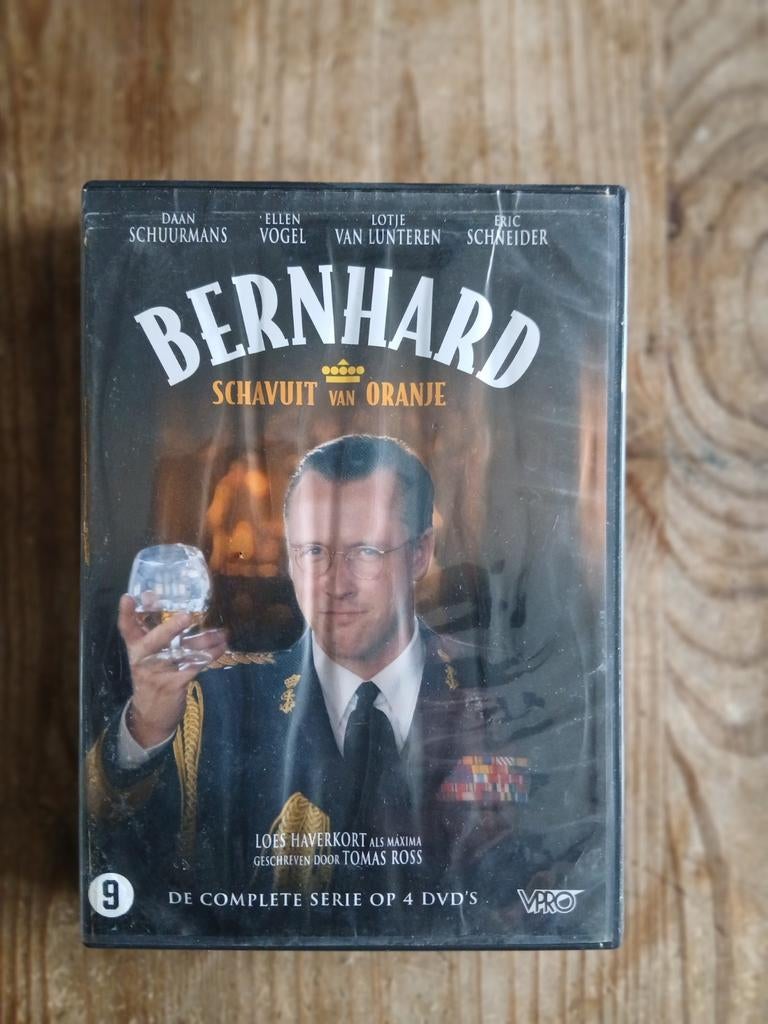 DAAN ELLEN LOTJE ERIC
SCHUURMANS VOGEL VAN LUNTEREN SCHNEIDER
BERNHARD
SCHAVUIT VAN ORANJE
LOES HAVERKORT ALS MÁXIMA
GESCHREVEN DOOR TOMAS ROSS
9
DE COMPLETE SERIE OP 4 DVD'S
VPRO